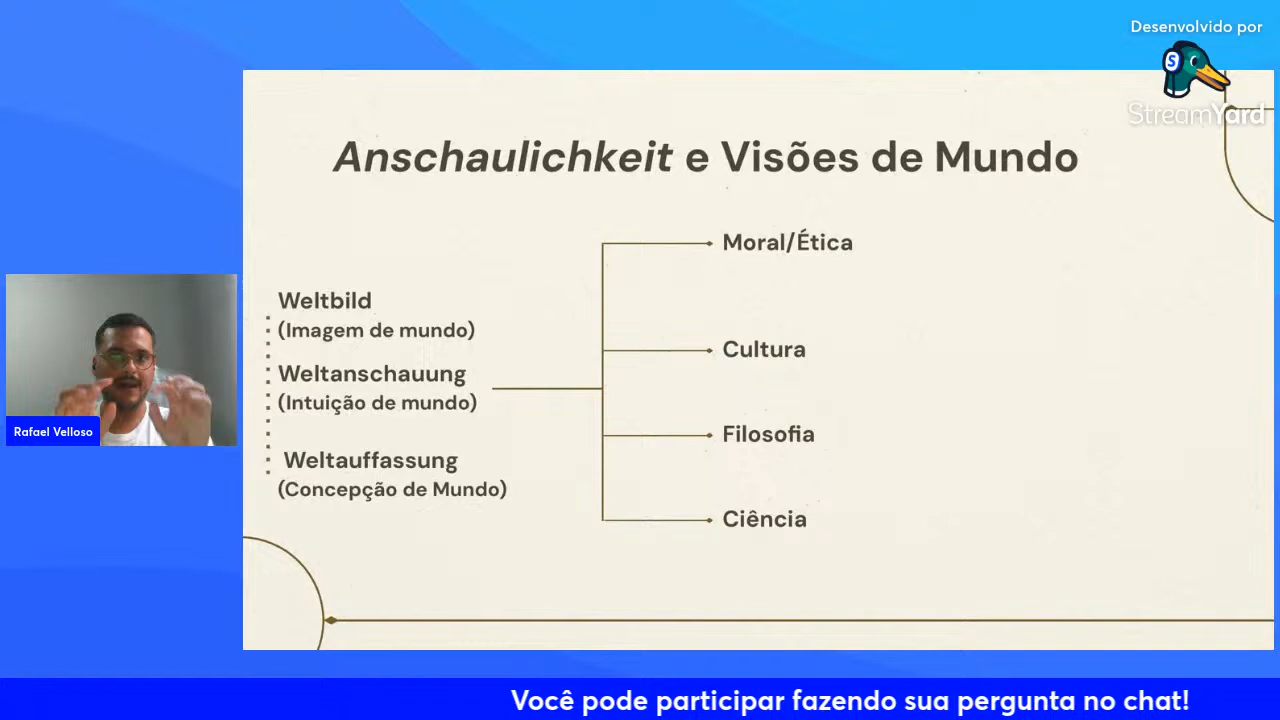 Desenvolvido por
StreamYard
Anschaulichkeit e Visões de Mundo
Moral/Ética
Weltbild
(Imagem de mundo)
Cultura
Weltanschauung
(Intuição de mundo)
Filosofia
Weltauffassung
(Concepção de Mundo)
Ciência
Rafael Velloso
Você pode participar fazendo sua pergunta no chat!